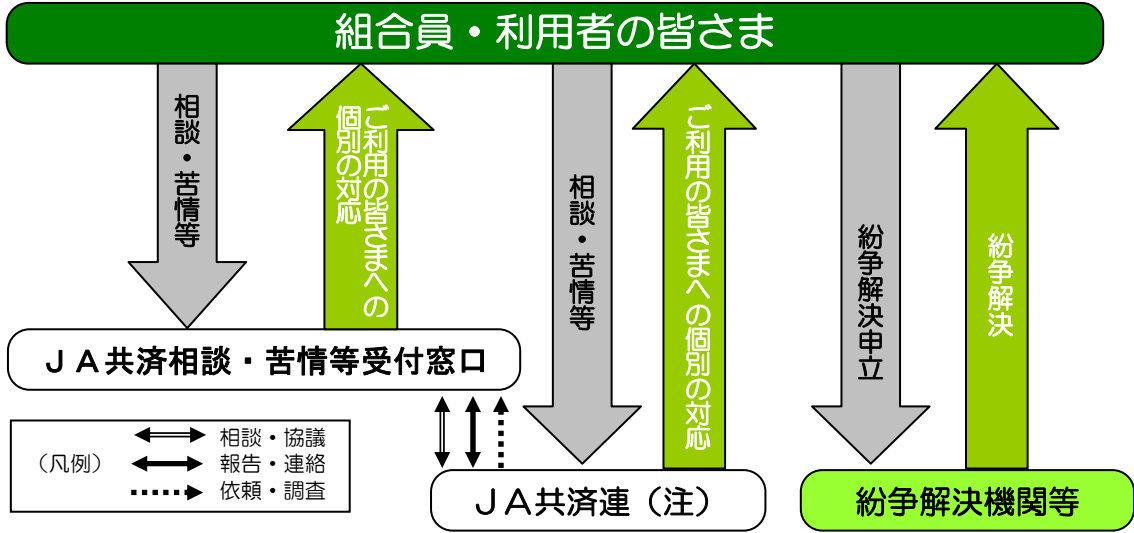 組合員・利用者の皆さま
相談・苦情等
ご利用の皆さまへの
個別の対応
相談・苦情等
ご利用の皆さまへの個別の対応
紛争解決申立
紛争解決
ＪＡ共済相談・苦情等受付窓口
（凡例）
相談・協議
報告・連絡
依頼・調査
ＪＡ共済連（注）
紛争解決機関等